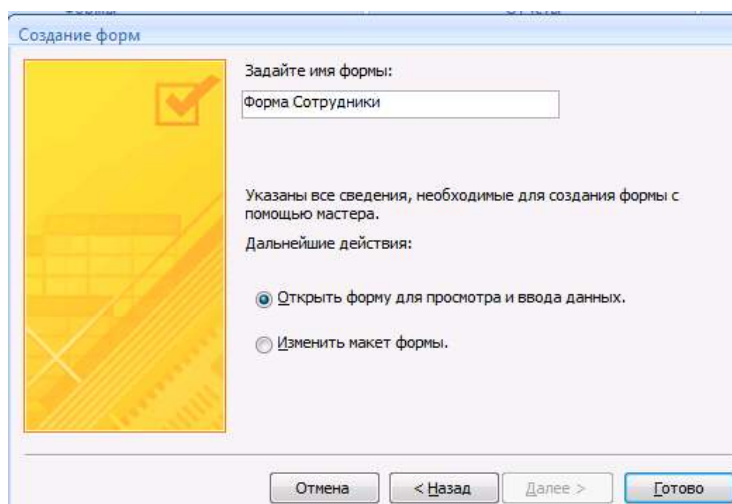 Создание форм
Задайте имя формы:
Форма Сотрудники
Указаны все сведения, необходимые для создания формы с
помощью мастера.
Дальнейшие действия:
Открыть форму для просмотра и ввода данных.
Изменить макет формы.
Отмена
< Назад
Далее >
Готово